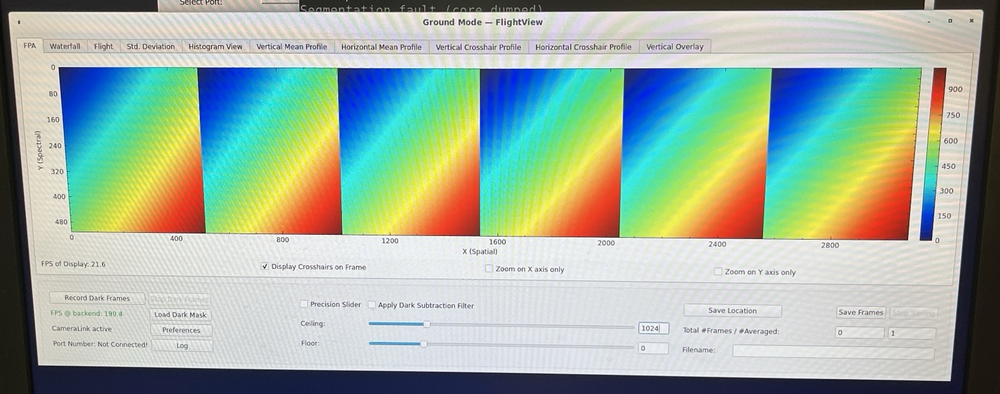 Select Port:
Segmentation fault (core dumped)
Ground Mode — FlightView
FPA Waterfall Flight Std. Deviation Histogram View Vertical Mean Profile Horizontal Mean Profile Vertical Crosshair Profile Horizontal Crosshair Profile Vertical Overlay
0
80
160
240
320
400
480
Y (Spectral)
900
750
600
450
300
150
0
0 400 800 1200 1600 2000 2400 2800
X (Spatial)
FPS of Display: 21.6
Display Crosshairs on Frame
Zoom on X axis only
Zoom on Y axis only
Record Dark Frames Stop Dark Frames
FPS @ backend: 190.4 Load Dark Mask
CameraLink active Preferences
Port Number: Not Connected! Log
Precision Slider Apply Dark Subtraction Filter
Ceiling: 1024
Floor: 0
Save Location Save Frames Stop Saving
Total #Frames / #Averaged: 0 1
Filename: